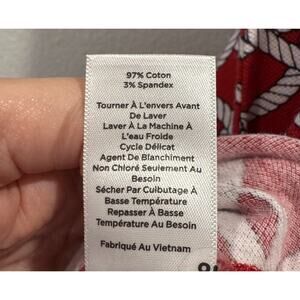 97% Coton
3% Spandex
Tourner À L'envers Avant
De Laver
Laver À La Machine À
L'eau Froide
Cycle Délicat
Agent De Blanchiment
Non Chloré Seulement Au
Besoin
Sécher Par Culbutage À
Basse Température
Repasser À Basse
Température Au Besoin
Fabriqué Au Vietnam